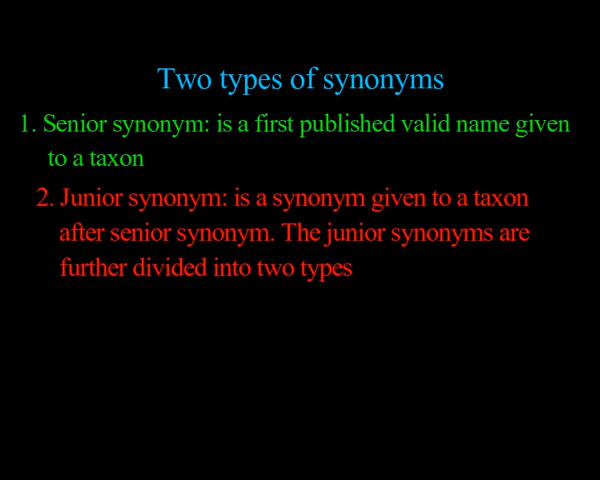 Two types of synonyms
1. Senior synonym: is a first published valid name given
to a taxon
2. Junior synonym: is a synonym given to a taxon
after senior synonym. The junior synonyms are
further divided into two types